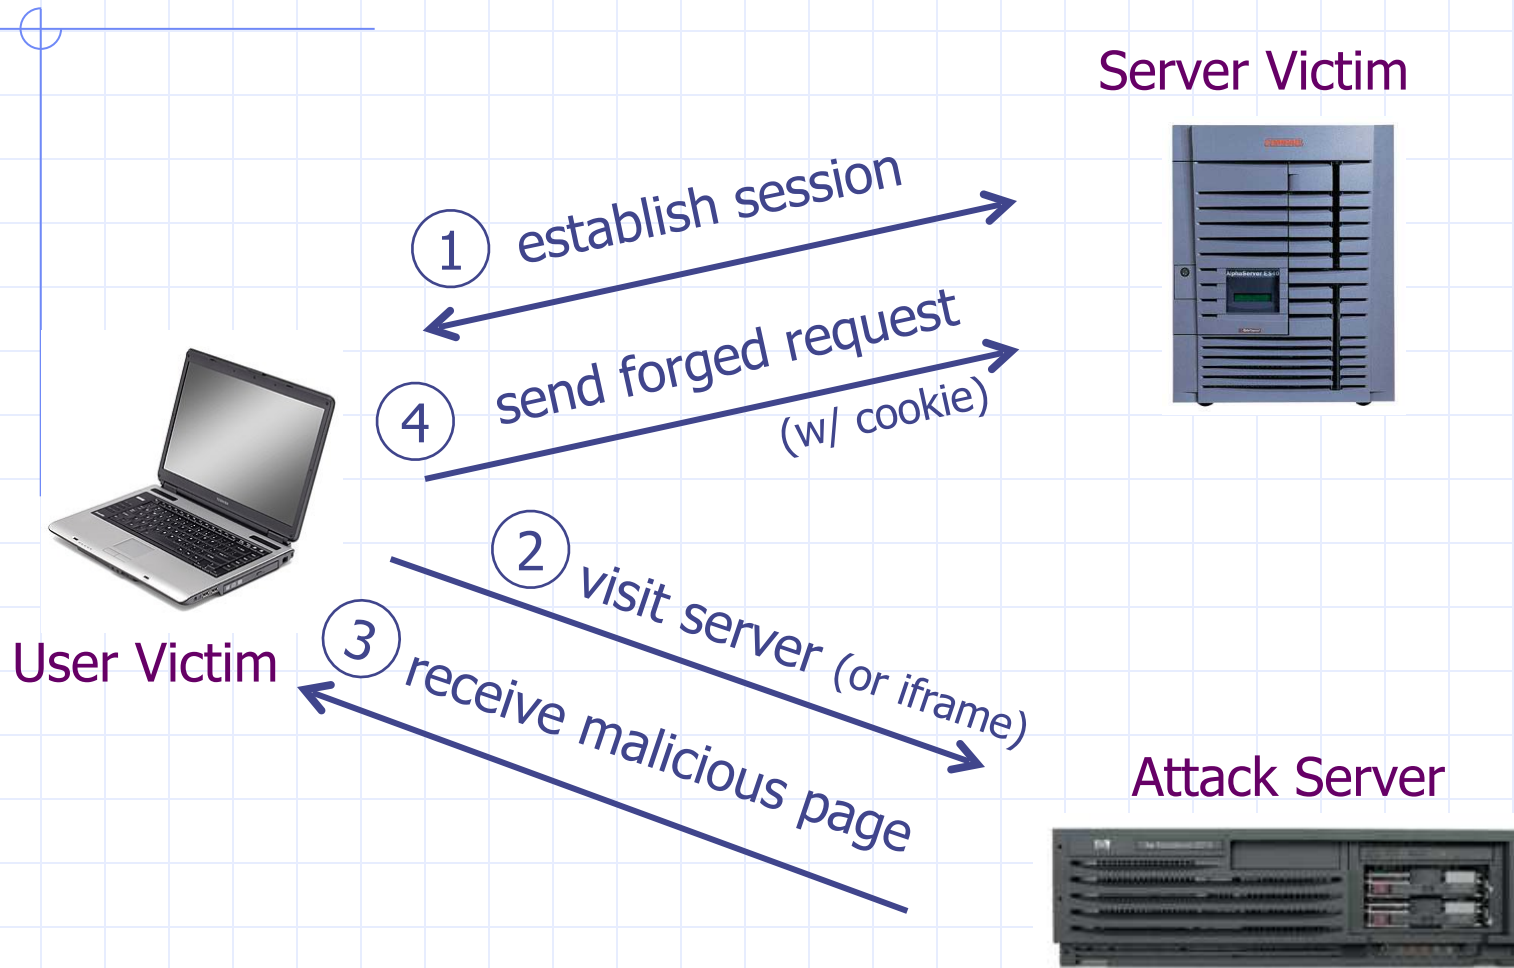 Server Victim
① establish session
④ send forged request
(w/ cookie)
② visit server (or iframe)
③ receive malicious page
User Victim
Attack Server